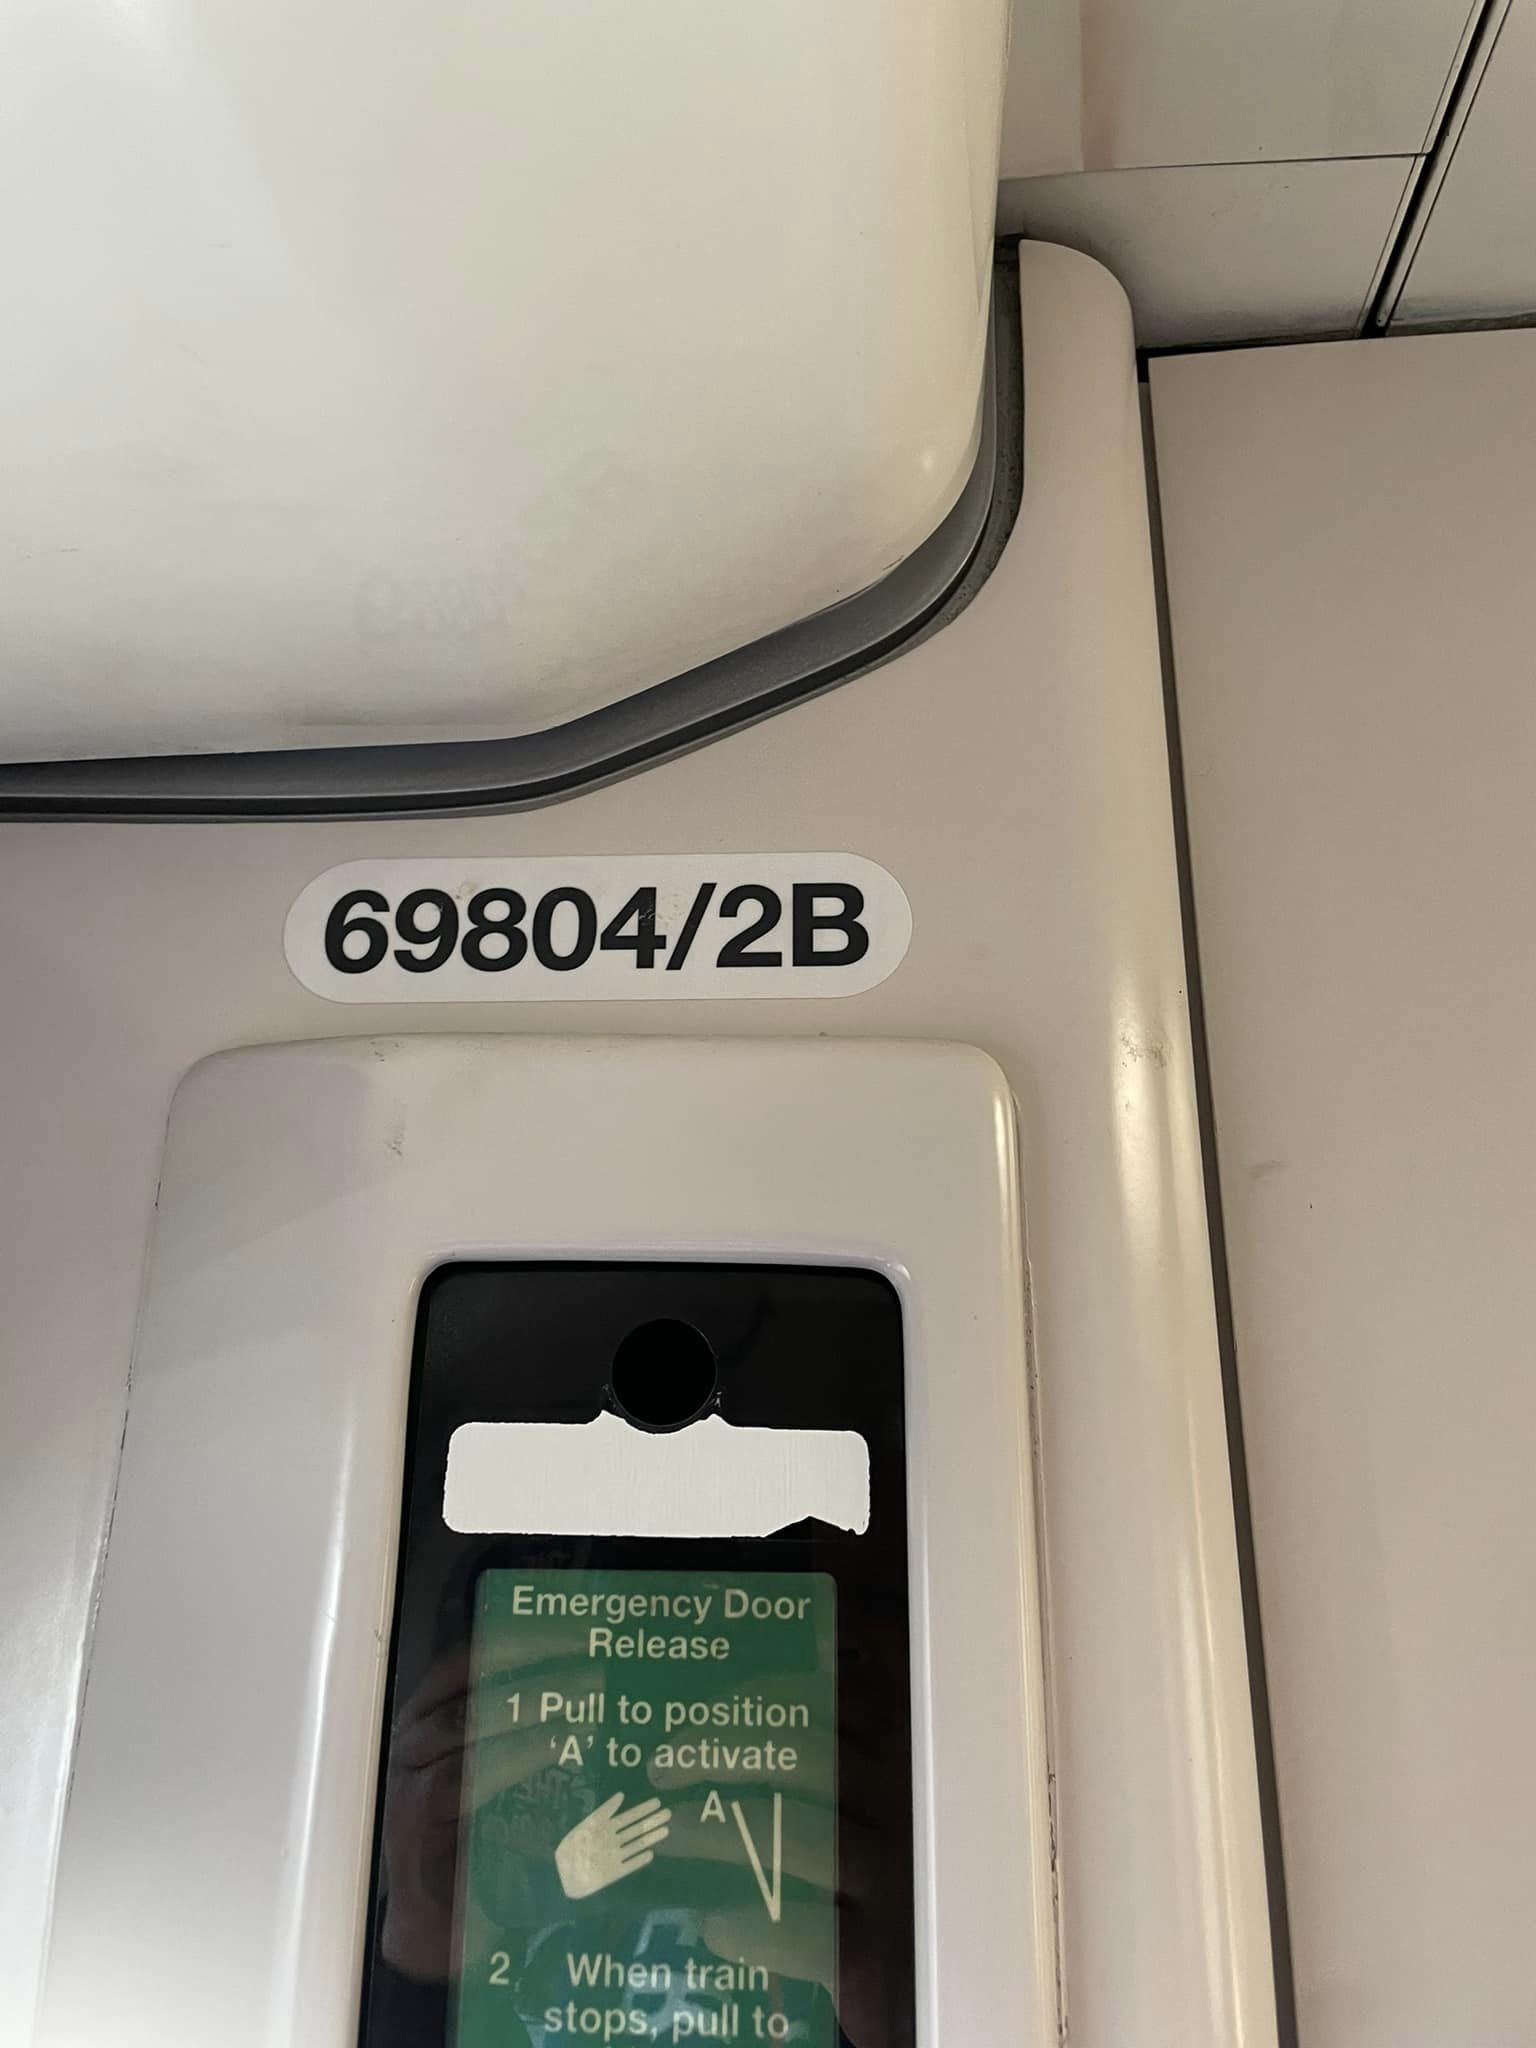 69804/2B
Emergency Door
Release
1 Pull to position
‘A’ to activate
A
2 When train
stops, pull to